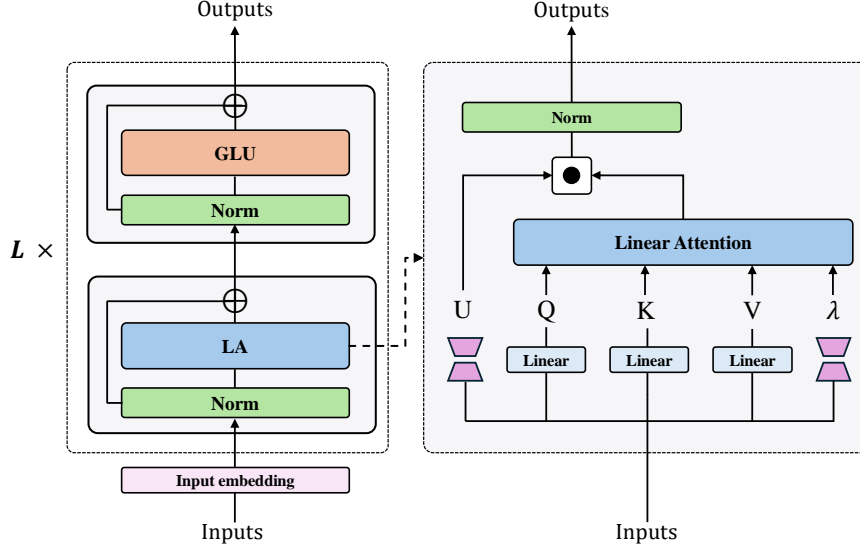 Outputs
GLU
Norm
L ×
LA
Norm
Input embedding
Inputs
Outputs
Norm
Linear Attention
U Q K V λ
Linear Linear Linear
Inputs